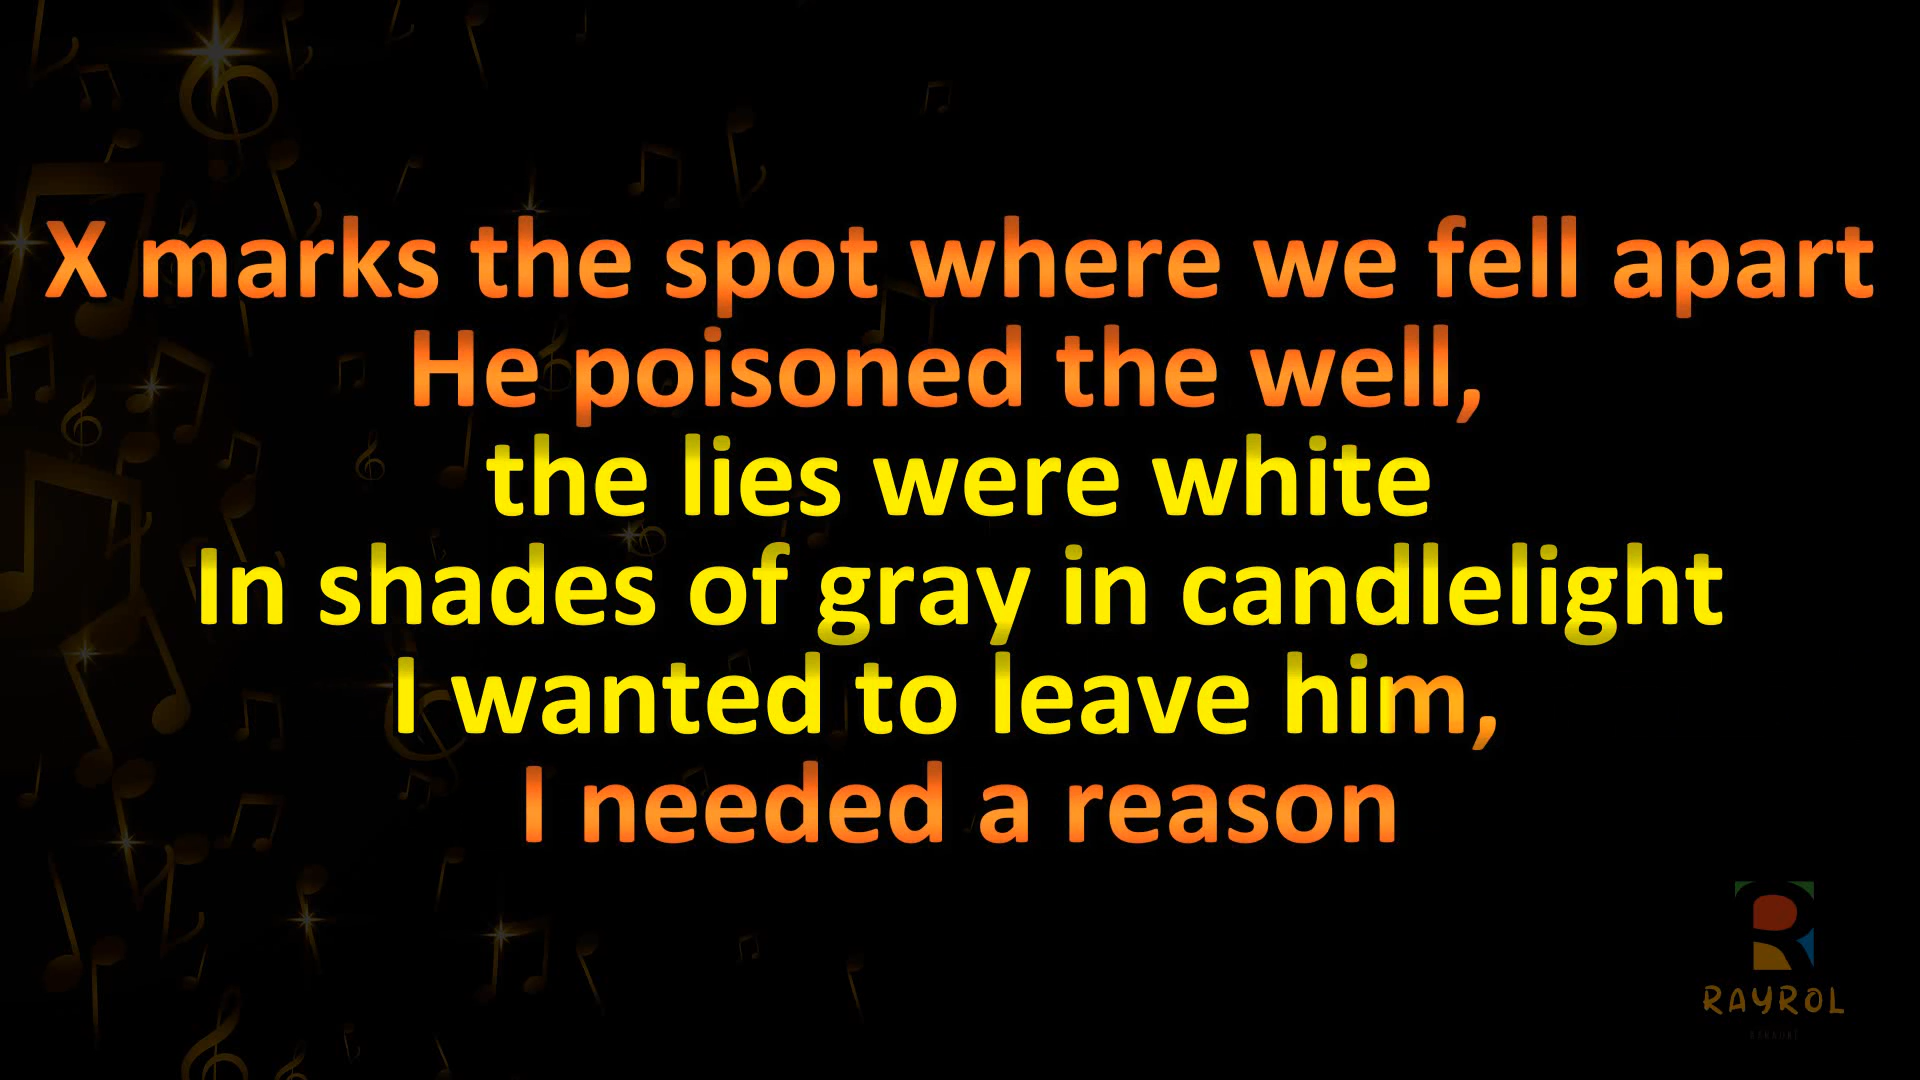 X marks the spot where we fell apart
He poisoned the well,
the lies were white
In shades of gray in candlelight
I wanted to leave him,
I needed a reason
RAYROL
KARAOKE